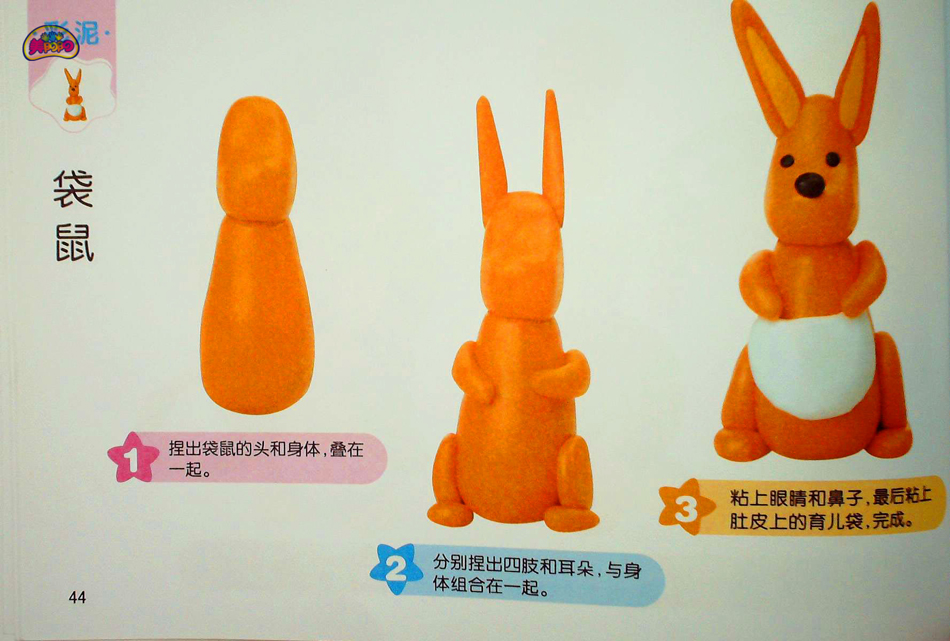 彩泥·
袋鼠
1
捏出袋鼠的头和身体,叠在
一起。
2
分别捏出四肢和耳朵,与身
体组合在一起。
3
粘上眼睛和鼻子,最后粘上
肚皮上的育儿袋,完成。
44